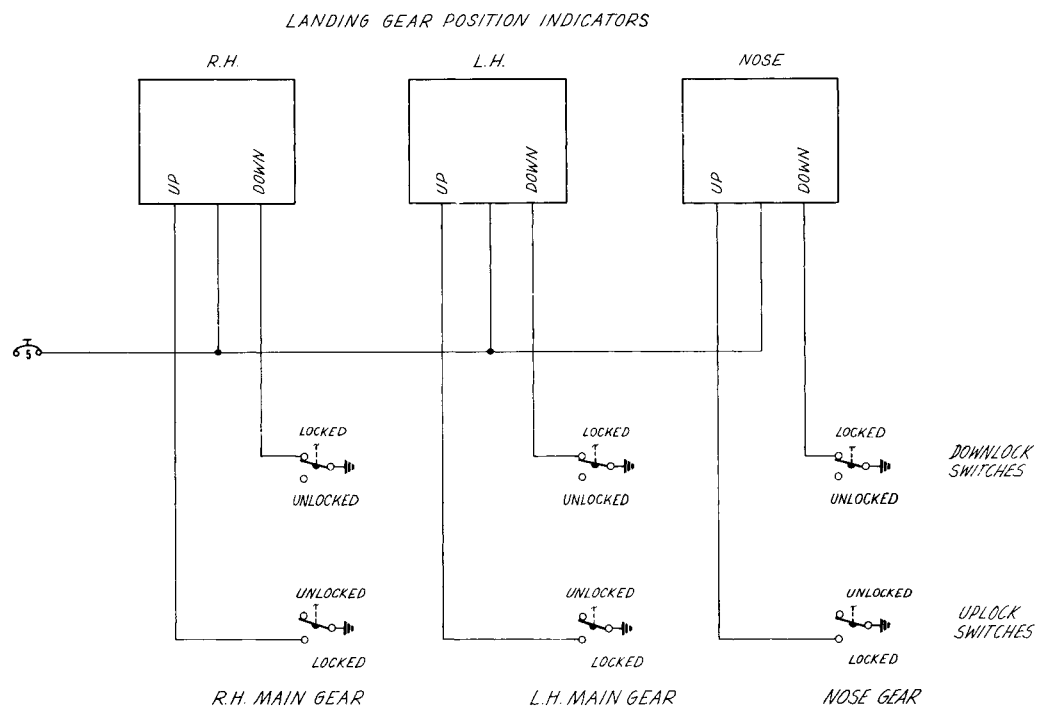 LANDING GEAR POSITION INDICATORS
R.H.
L.H.
NOSE
UP
DOWN
UP
DOWN
UP
DOWN
5
LOCKED
LOCKED
LOCKED
DOWNLOCK
SWITCHES
UNLOCKED
UNLOCKED
UNLOCKED
UNLOCKED
UNLOCKED
UNLOCKED
UPLOCK
SWITCHES
LOCKED
LOCKED
LOCKED
R.H. MAIN GEAR
L.H. MAIN GEAR
NOSE GEAR